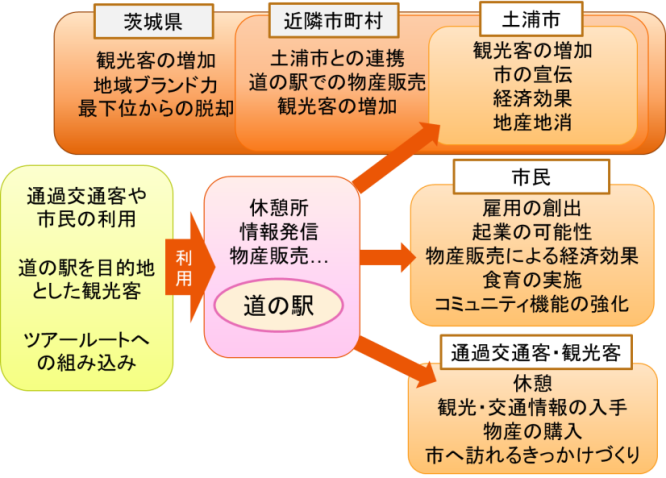 茨城県
観光客の増加
地域ブランド力
最下位からの脱却
近隣市町村
土浦市との連携
道の駅での物産販売
観光客の増加
土浦市
観光客の増加
市の宣伝
経済効果
地産地消
通過交通客や
市民の利用
道の駅を目的地
とした観光客
ツアールートへ
の組み込み
利用
休憩所
情報発信
物産販売…
道の駅
市民
雇用の創出
起業の可能性
物産販売による経済効果
食育の実施
コミュニティ機能の強化
通過交通客・観光客
休憩
観光・交通情報の入手
物産の購入
市へ訪れるきっかけづくり